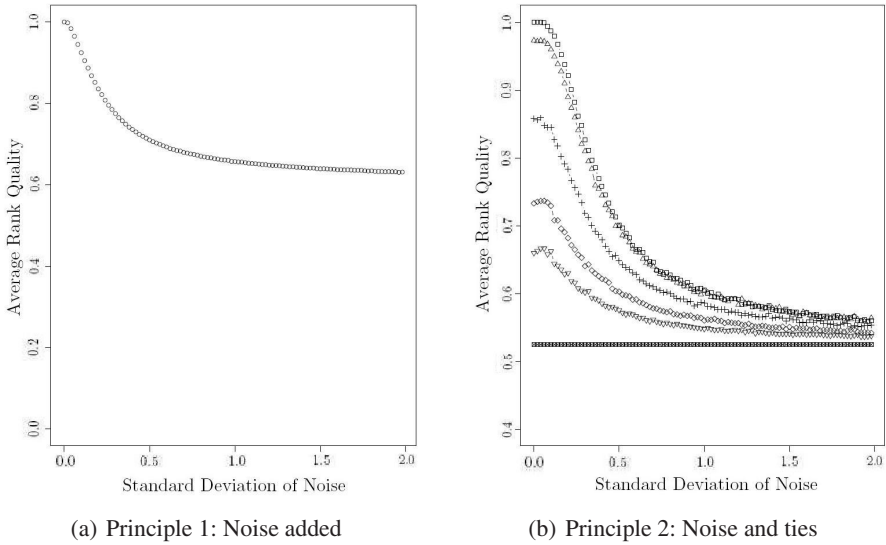 1.0
0.8
0.6
0.4
0.2
0.0
Average Rank Quality
0.0 0.5 1.0 1.5 2.0
Standard Deviation of Noise
(a) Principle 1: Noise added
1.0
0.9
0.8
0.7
0.6
0.5
0.4
Average Rank Quality
0.0 0.5 1.0 1.5 2.0
Standard Deviation of Noise
(b) Principle 2: Noise and ties